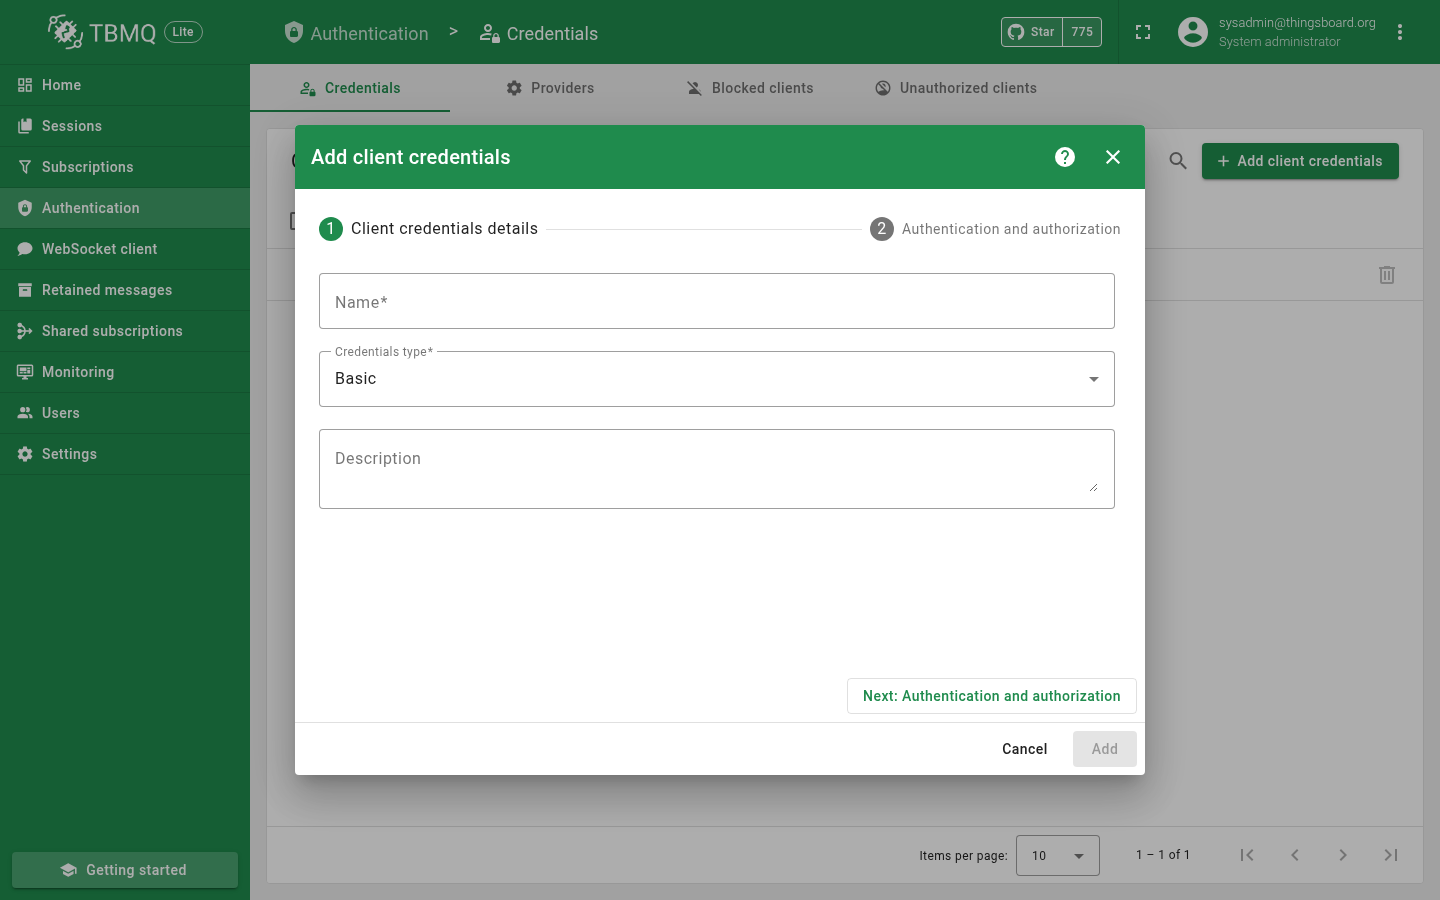 TBMQ Lite
Authentication > Credentials
Star 775
sysadmin@thingsboard.org
System administrator
Home
Sessions
Subscriptions
Authentication
WebSocket client
Retained messages
Shared subscriptions
Monitoring
Users
Settings
Getting started
Credentials
Providers
Blocked clients
Unauthorized clients
+ Add client credentials
Add client credentials
1 Client credentials details
2 Authentication and authorization
Name*
Credentials type*
Basic
Description
Next: Authentication and authorization
Cancel
Add
Items per page: 10
1 – 1 of 1